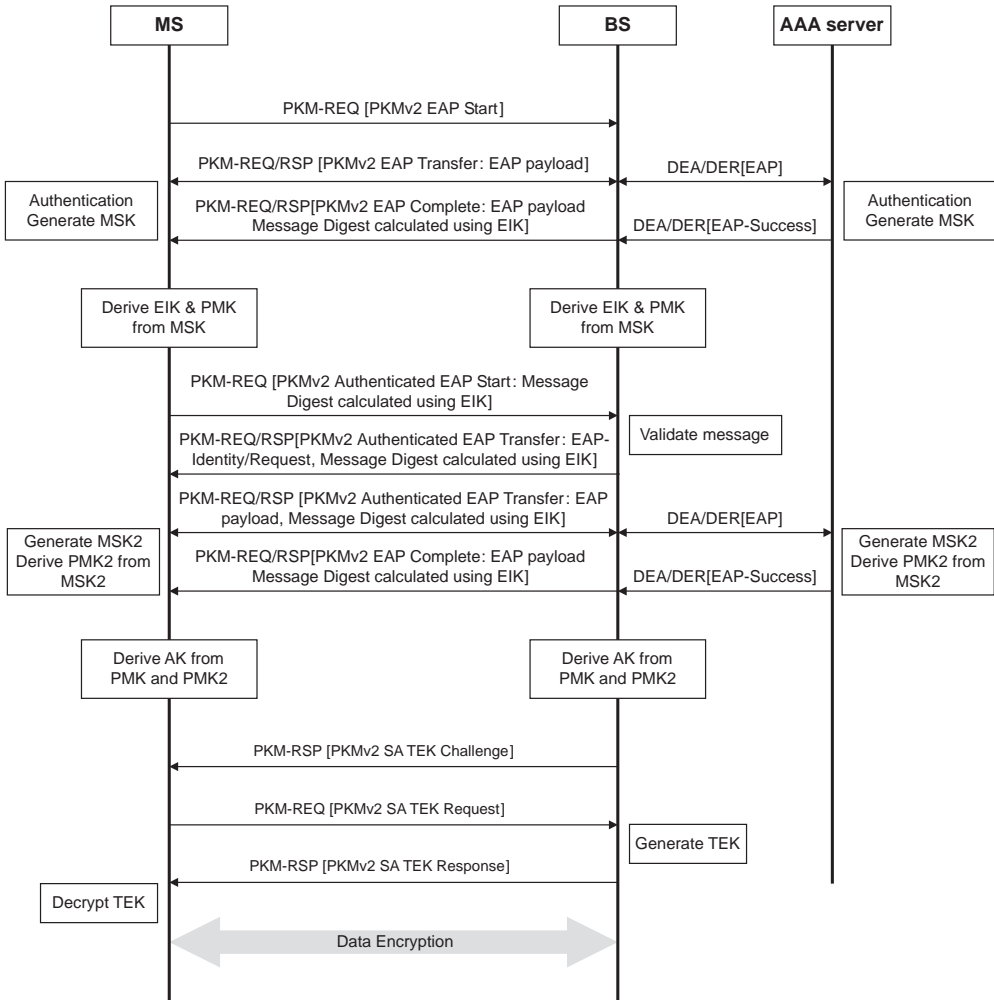 MS
BS
AAA server
PKM-REQ [PKMv2 EAP Start]
PKM-REQ/RSP [PKMv2 EAP Transfer: EAP payload]
DEA/DER[EAP]
Authentication
Generate MSK
PKM-REQ/RSP[PKMv2 EAP Complete: EAP payload
Message Digest calculated using EIK]
DEA/DER[EAP-Success]
Authentication
Generate MSK
Derive EIK & PMK
from MSK
Derive EIK & PMK
from MSK
PKM-REQ [PKMv2 Authenticated EAP Start: Message
Digest calculated using EIK]
Validate message
PKM-REQ/RSP[PKMv2 Authenticated EAP Transfer: EAP-
Identity/Request, Message Digest calculated using EIK]
PKM-REQ/RSP [PKMv2 Authenticated EAP Transfer: EAP
payload, Message Digest calculated using EIK]
DEA/DER[EAP]
Generate MSK2
Derive PMK2 from
MSK2
PKM-REQ/RSP[PKMv2 EAP Complete: EAP payload
Message Digest calculated using EIK]
DEA/DER[EAP-Success]
Generate MSK2
Derive PMK2 from
MSK2
Derive AK from
PMK and PMK2
Derive AK from
PMK and PMK2
PKM-RSP [PKMv2 SA TEK Challenge]
PKM-REQ [PKMv2 SA TEK Request]
Generate TEK
PKM-RSP [PKMv2 SA TEK Response]
Decrypt TEK
Data Encryption